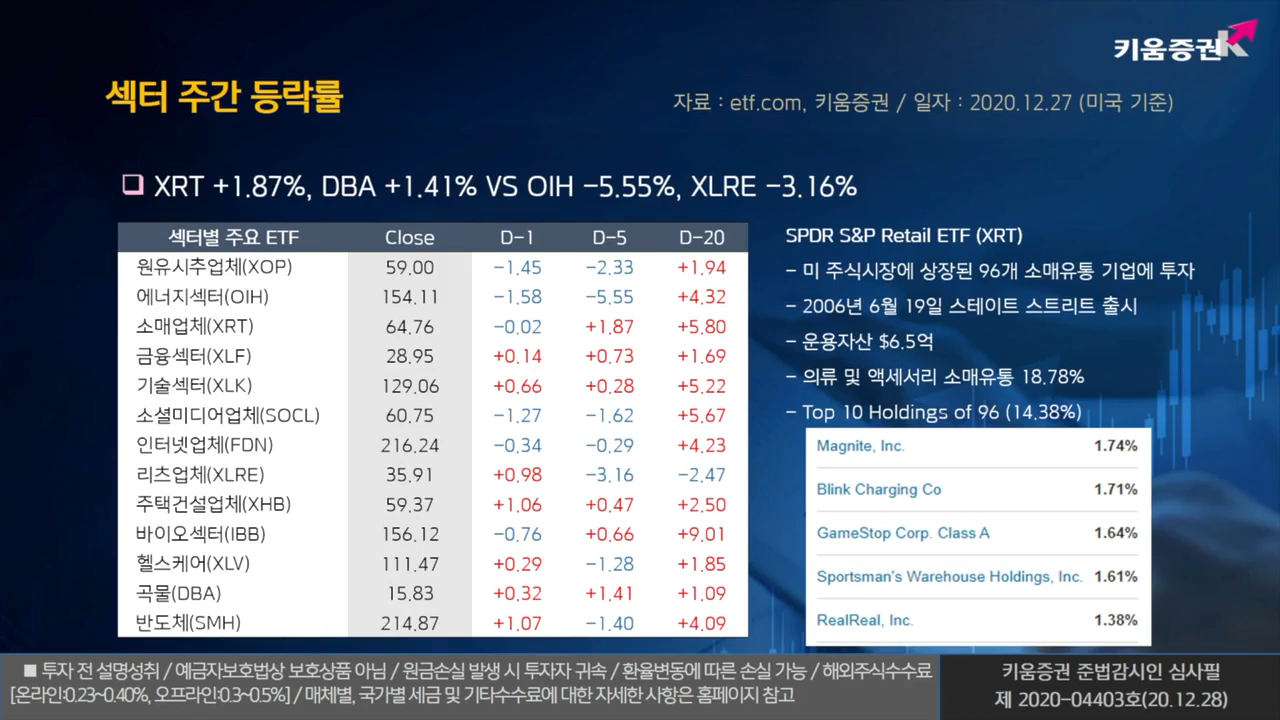 키움증권
섹터 주간 등락률
자료 : etf.com, 키움증권 / 일자 : 2020.12.27 (미국 기준)
❑ XRT +1.87%, DBA +1.41% VS OIH −5.55%, XLRE −3.16%
섹터별 주요 ETF Close D−1 D−5 D−20
원유시추업체(XOP) 59.00 −1.45 −2.33 +1.94
에너지섹터(OIH) 154.11 −1.58 −5.55 +4.32
소매업체(XRT) 64.76 −0.02 +1.87 +5.80
금융섹터(XLF) 28.95 +0.14 +0.73 +1.69
기술섹터(XLK) 129.06 +0.66 +0.28 +5.22
소셜미디어업체(SOCL) 60.75 −1.27 −1.62 +5.67
인터넷업체(FDN) 216.24 −0.34 −0.29 +4.23
리츠업체(XLRE) 35.91 +0.98 −3.16 −2.47
주택건설업체(XHB) 59.37 +1.06 +0.47 +2.50
바이오섹터(IBB) 156.12 −0.76 +0.66 +9.01
헬스케어(XLV) 111.47 +0.29 −1.28 +1.85
곡물(DBA) 15.83 +0.32 +1.41 +1.09
반도체(SMH) 214.87 +1.07 −1.40 +4.09
SPDR S&P Retail ETF (XRT)
− 미 주식시장에 상장된 96개 소매유통 기업에 투자
− 2006년 6월 19일 스테이트 스트리트 출시
− 운용자산 $6.5억
− 의류 및 액세서리 소매유통 18.78%
− Top 10 Holdings of 96 (14.38%)
Magnite, Inc. 1.74%
Blink Charging Co 1.71%
GameStop Corp. Class A 1.64%
Sportsman's Warehouse Holdings, Inc. 1.61%
RealReal, Inc. 1.38%
■ 투자 전 설명성취 / 예금자보호법상 보호상품 아님 / 원금손실 발생 시 투자자 귀속 / 환율변동에 따른 손실 가능 / 해외주식수수료
[온라인:0.23~0.40%, 오프라인:0.3~0.5%] / 매체별, 국가별 세금 및 기타수수료에 대한 자세한 사항은 홈페이지 참고
키움증권 준법감시인 심사필
제 2020-04403호(20.12.28)